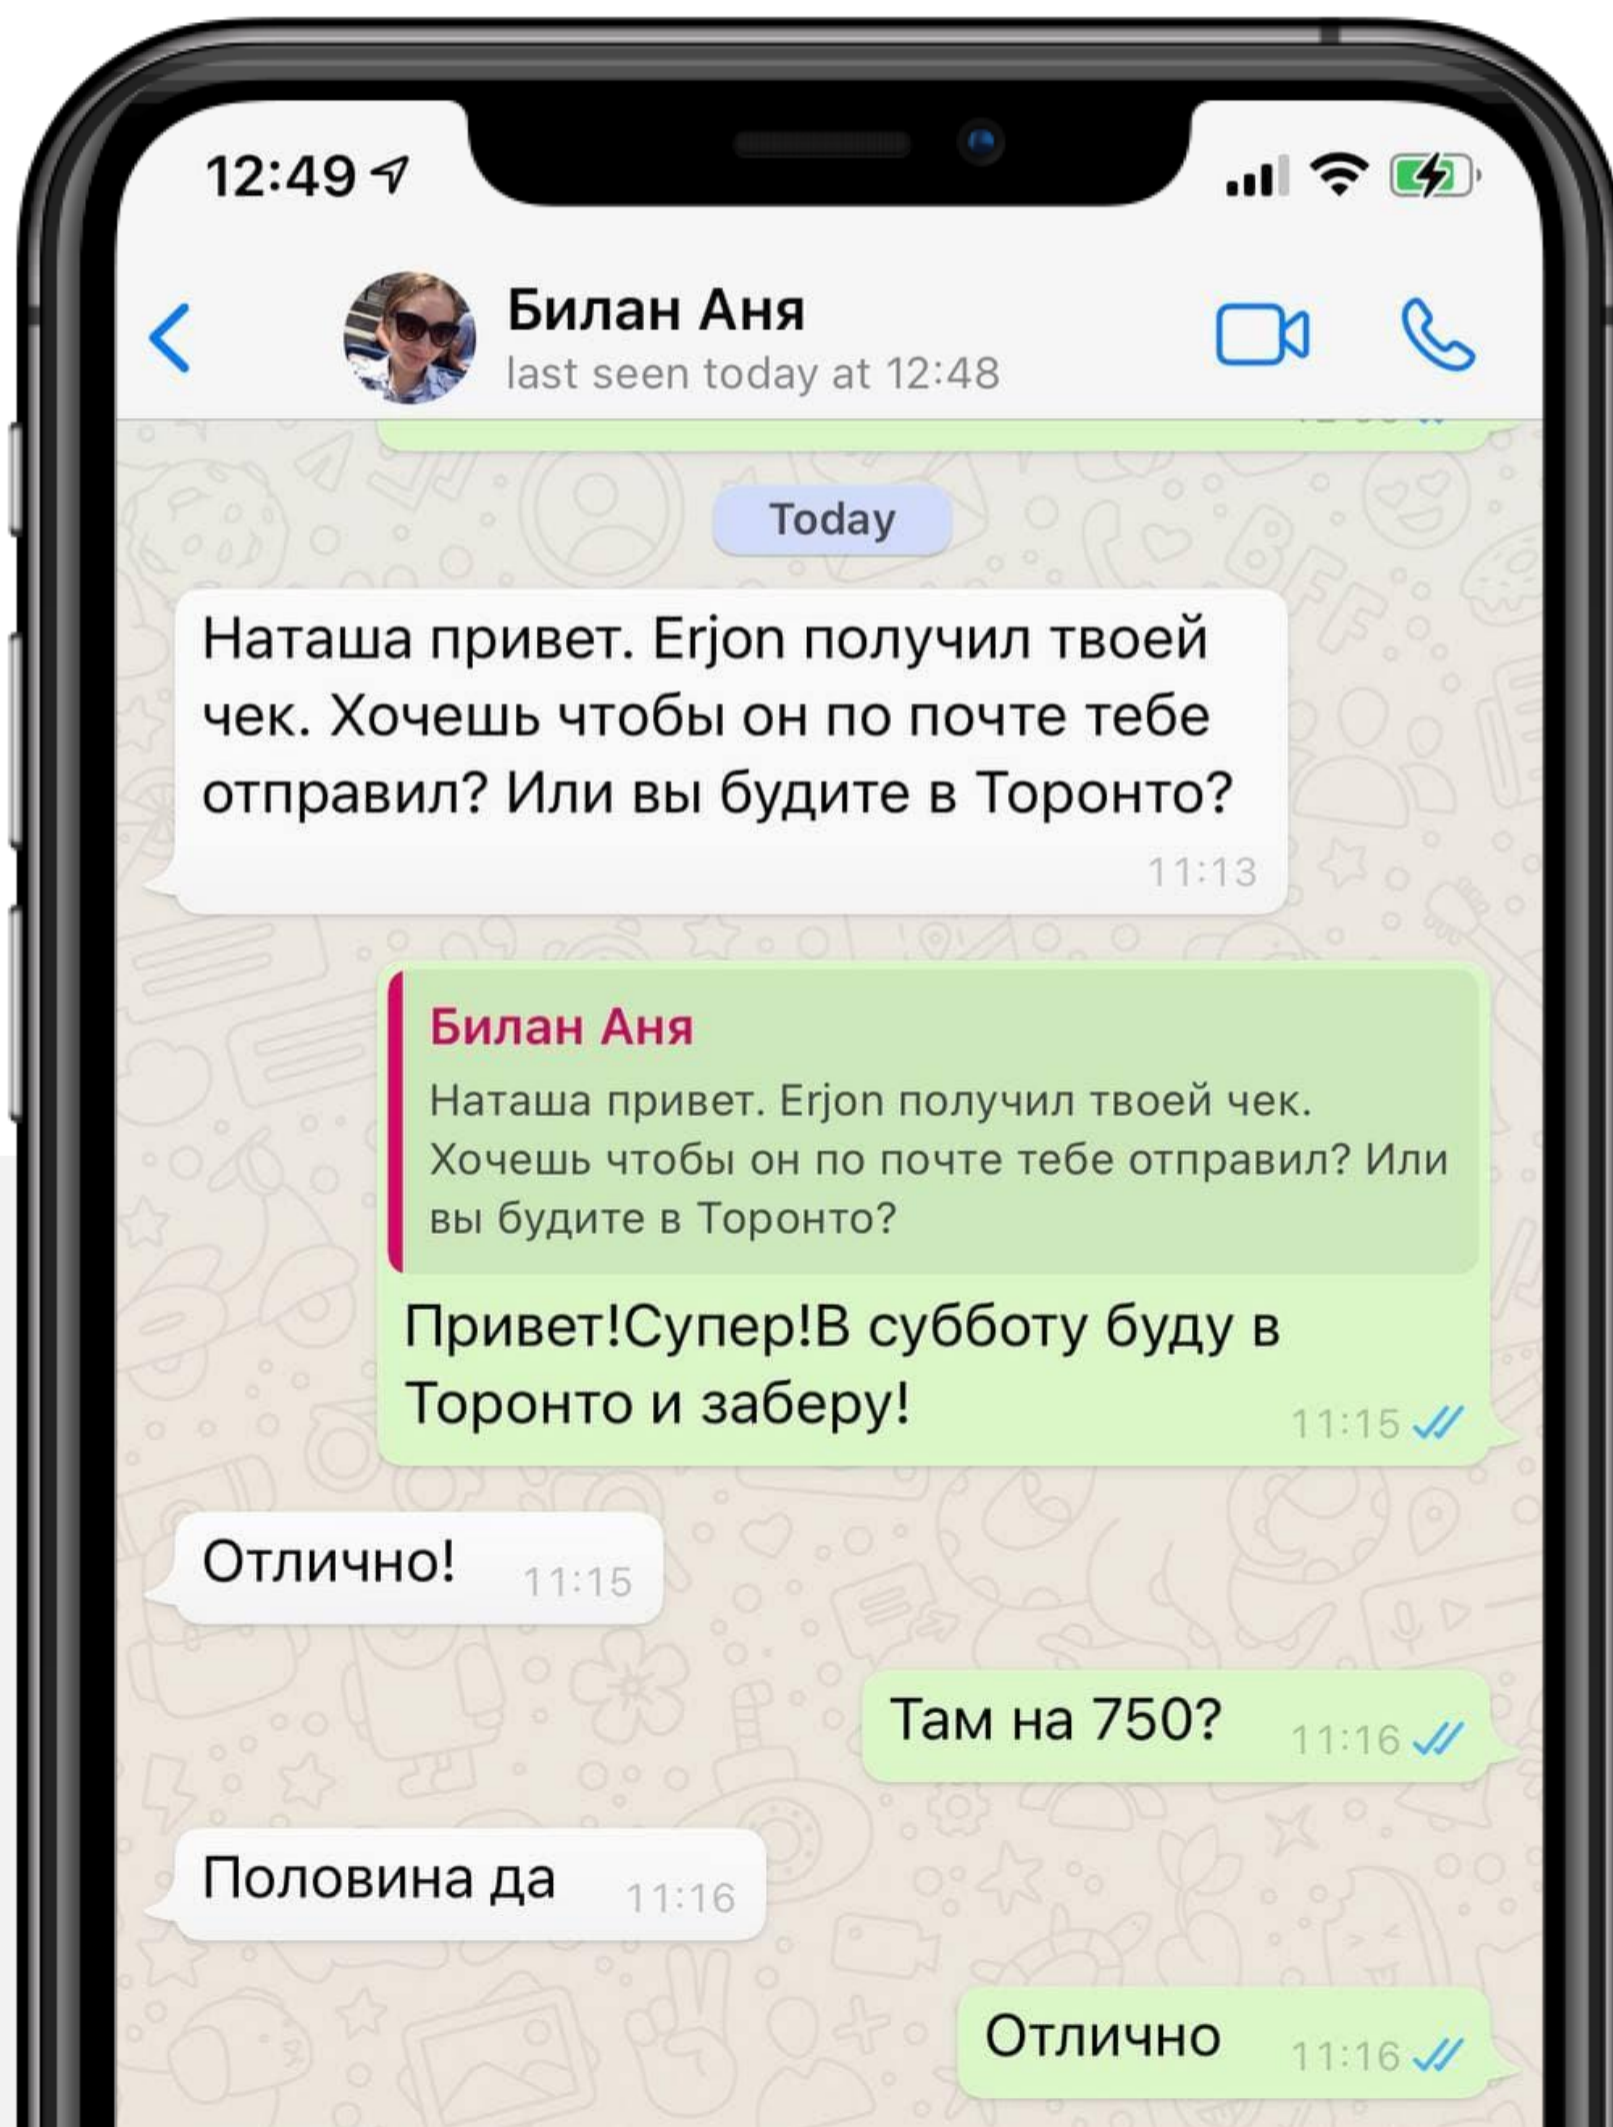 12:49
Билан Аня
last seen today at 12:48
Today
Наташа привет. Erjon получил твоей
чек. Хочешь чтобы он по почте тебе
отправил? Или вы будите в Торонто?
11:13
Билан Аня
Наташа привет. Erjon получил твоей чек.
Хочешь чтобы он по почте тебе отправил? Или
вы будите в Торонто?
Привет!Супер!В субботу буду в
Торонто и заберу!
11:15
Отлично! 11:15
Там на 750? 11:16
Половина да 11:16
Отлично 11:16